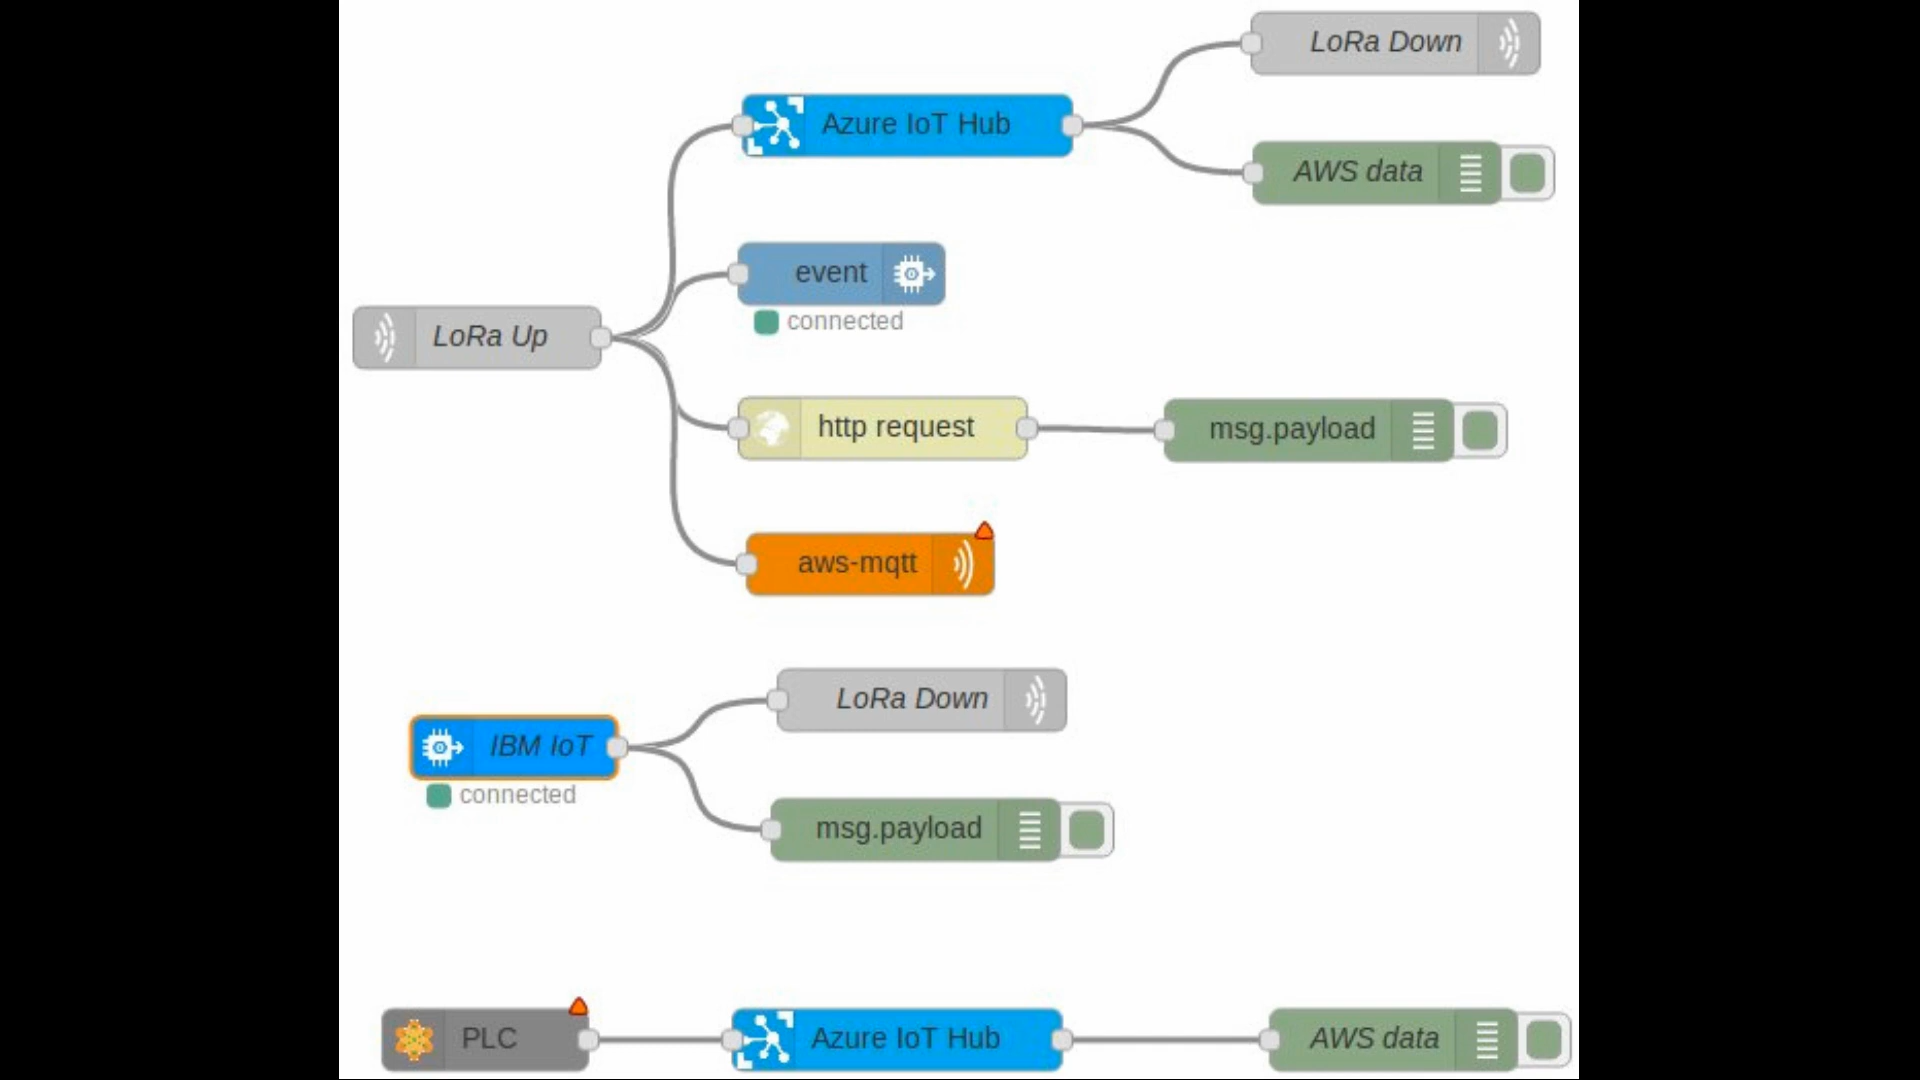 LoRa Down
Azure IoT Hub
AWS data
event
connected
LoRa Up
http request
msg.payload
aws-mqtt
LoRa Down
IBM IoT
connected
msg.payload
PLC
Azure IoT Hub
AWS data